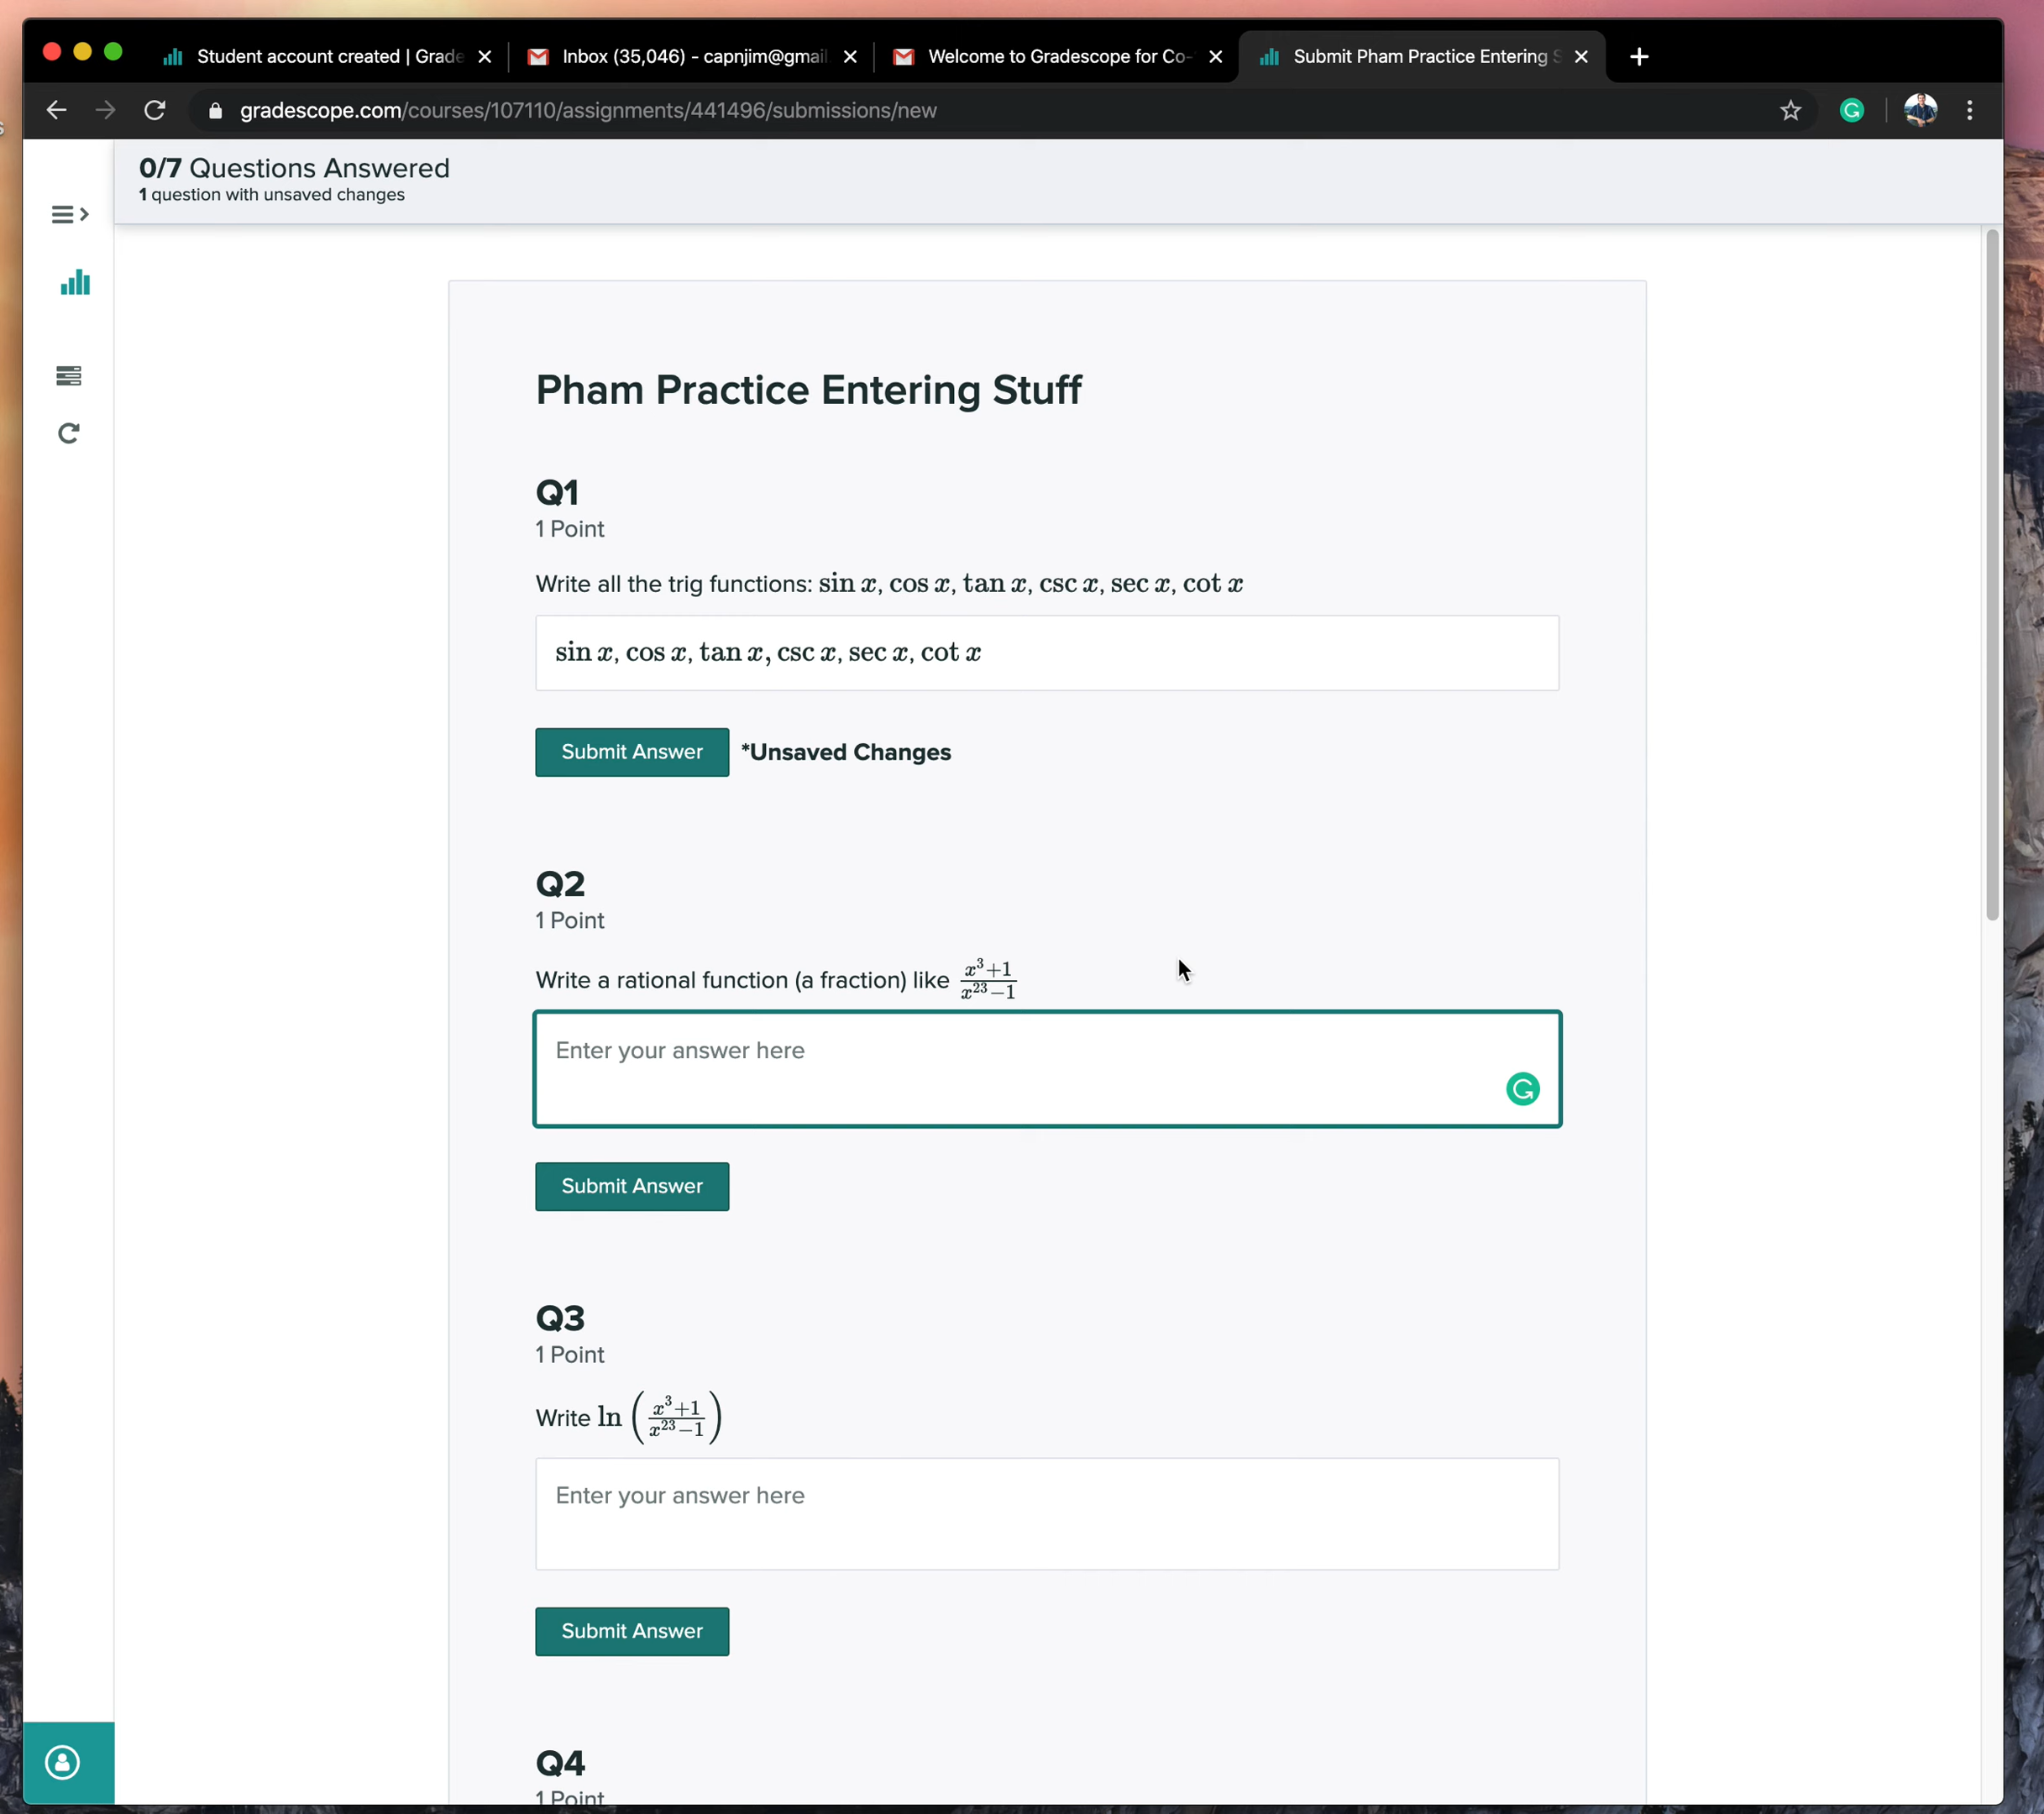 Student account created | Grade
Inbox (35,046) - capnjim@gmail
Welcome to Gradescope for Co-
Submit Pham Practice Entering S
gradescope.com/courses/107110/assignments/441496/submissions/new
0/7 Questions Answered
1 question with unsaved changes
Pham Practice Entering Stuff
Q1
1 Point
Write all the trig functions: sin x, cos x, tan x, csc x, sec x, cot x
sin x, cos x, tan x, csc x, sec x, cot x
Submit Answer *Unsaved Changes
Q2
1 Point
Write a rational function (a fraction) like \frac{x^3+1}{x^{23}-1}
Enter your answer here
Submit Answer
Q3
1 Point
Write ln \left( \frac{x^3+1}{x^{23}-1} \right)
Enter your answer here
Submit Answer
Q4
1 Point